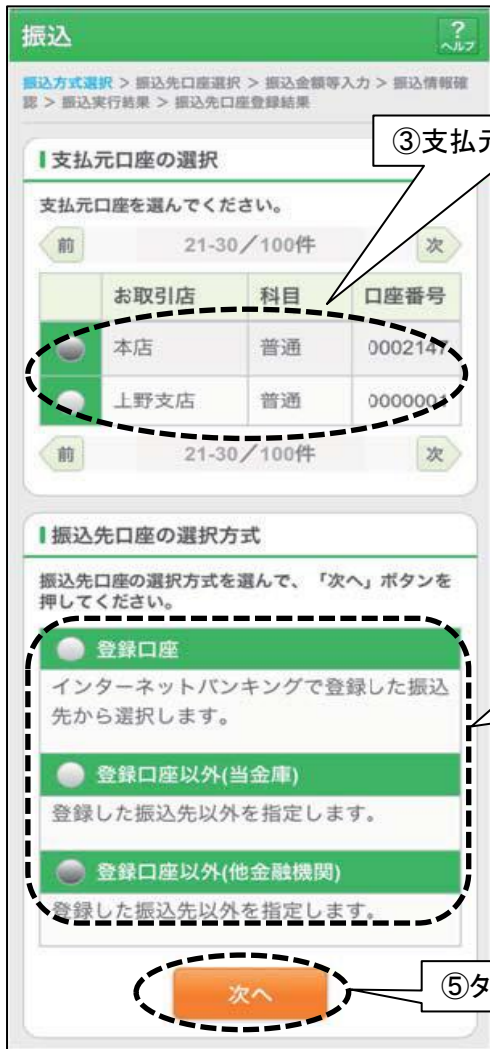 振込
?
ヘルプ
振込方式選択 > 振込先口座選択 > 振込金額等入力 > 振込情報確
認 > 振込実行結果 > 振込先口座登録結果
③支払元
支払元口座の選択
支払元口座を選んでください。
前 21-30／100件 次
お取引店 科目 口座番号
本店 普通 0002147
上野支店 普通 0000001
前 21-30／100件 次
振込先口座の選択方式
振込先口座の選択方式を選んで、「次へ」ボタンを
押してください。
登録口座
インターネットバンキングで登録した振込
先から選択します。
登録口座以外(当金庫)
登録した振込先以外を指定します。
登録口座以外(他金融機関)
登録した振込先以外を指定します。
次へ
⑤タ